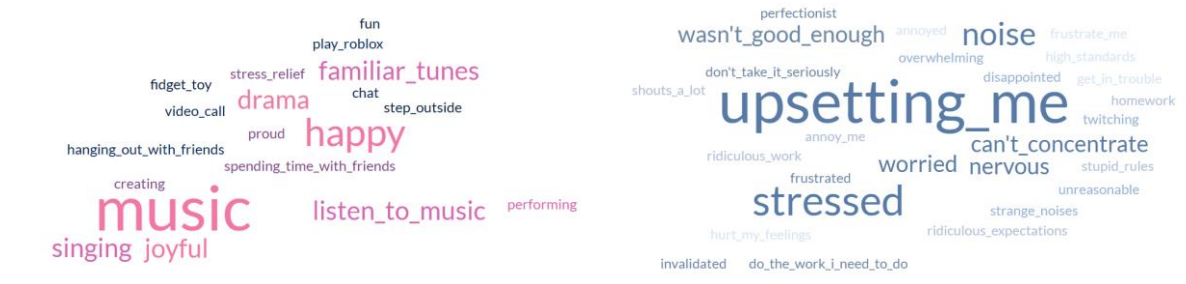 fun
play_roblox
stress_relief familiar_tunes
fidget_toy
drama chat
video_call step_outside
proud happy
hanging_out_with_friends
spending_time_with_friends
creating
music listen_to_music performing
singing joyful
perfectionist
wasn't_good_enough annoyed noise frustrate_me
overwhelming high_standards
don't_take_it_seriously disappointed get_in_trouble
shouts_a_lot upsetting_me homework
twitching
annoy_me can't_concentrate
ridiculous_work worried nervous stupid_rules
frustrated
stressed unreasonable
strange_noises
hurt_my_feelings ridiculous_expectations
invalidated do_the_work_i_need_to_do